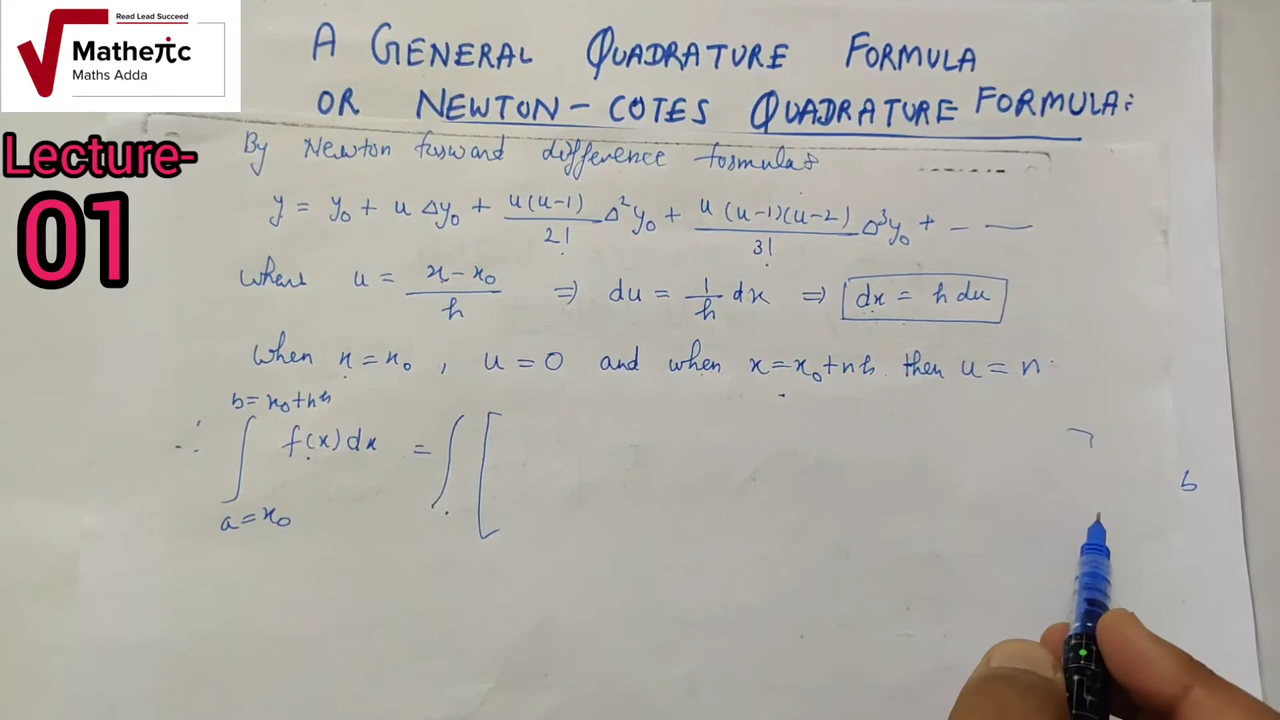 Read Lead Succeed
Matheπc
Maths Adda
Lecture-
01
A GENERAL QUADRATURE FORMULA
OR NEWTON-COTES QUADRATURE FORMULA:
By Newton forward difference formulas
y = y₀ + u Δy₀ + u(u-1)/2! Δ²y₀ + u(u-1)(u-2)/3! Δ³y₀ + - —
where u = (x-x₀)/h ⇒ du = 1/h dx ⇒ dx = h du
when x = x₀, u = 0 and when x = x₀+nh then u = n.
b = x₀+nh
∴ ∫ f(x) dx = ∫ [ ]
a = x₀
b